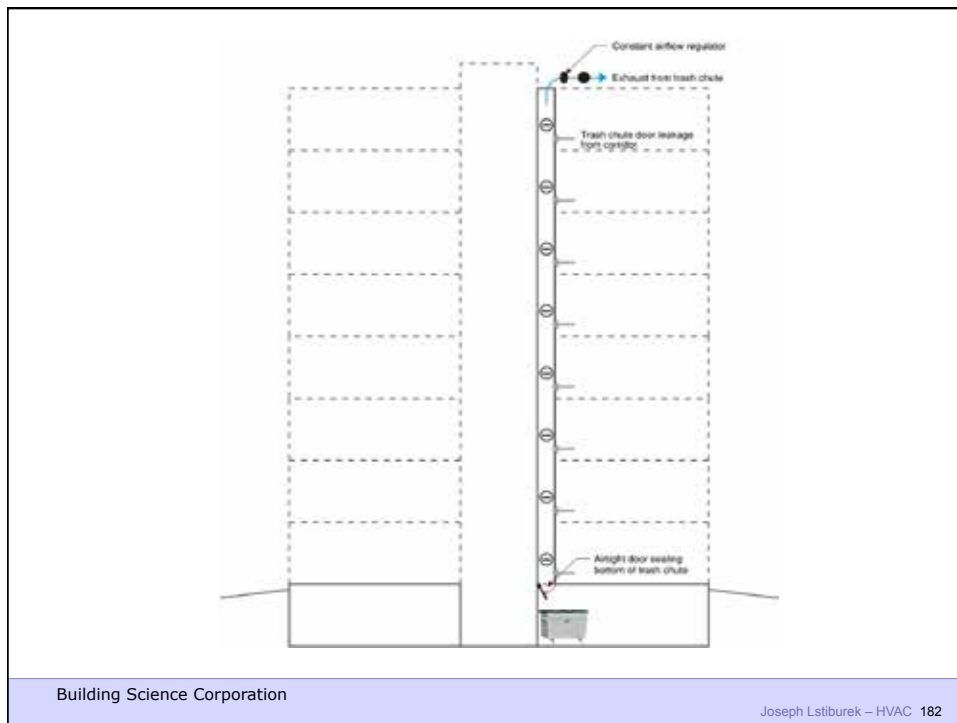 Constant airflow regulator
Exhaust from trash chute
Trash chute door leakage
from corridor
Airtight door sealing
bottom of trash chute
Building Science Corporation
Joseph Lstiburek – HVAC 182